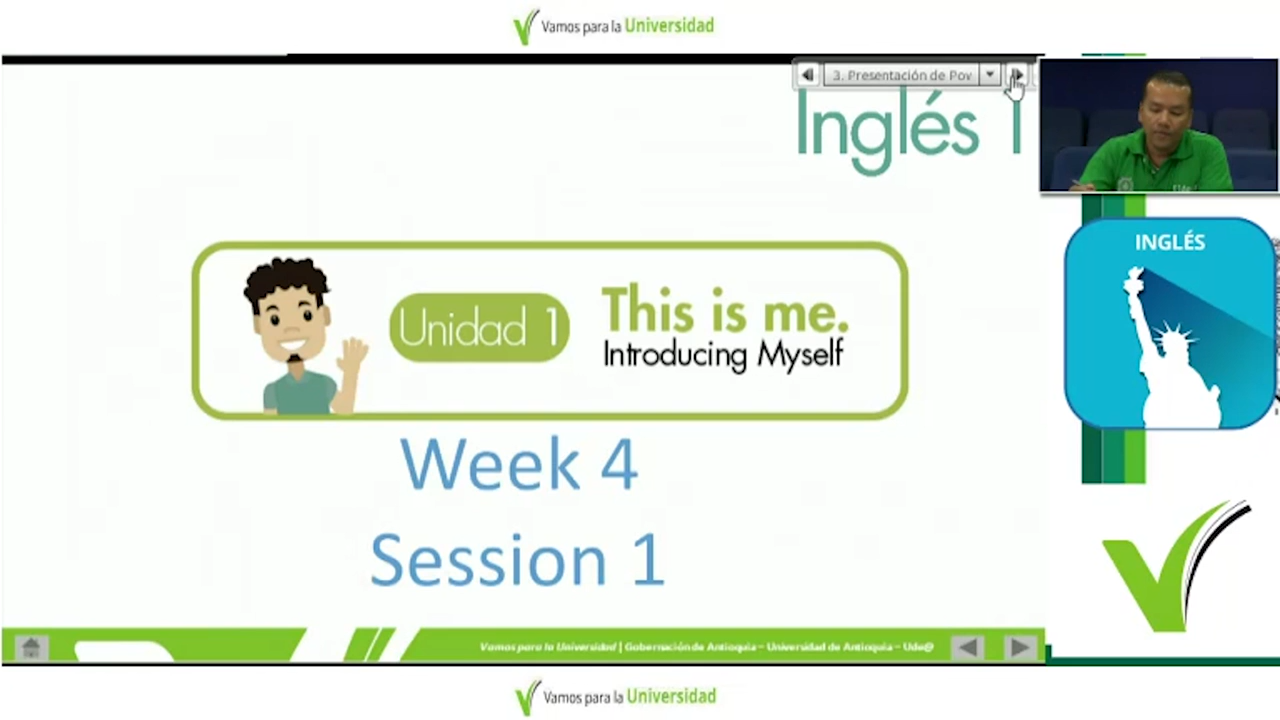 Vamos para la Universidad
3. Presentación de Pov
Inglés 1
INGLÉS
Unidad 1
This is me.
Introducing Myself
Week 4
Session 1
Vamos para la Universidad | Gobernación de Antioquia – Universidad de Antioquia – Ude@
Vamos para la Universidad